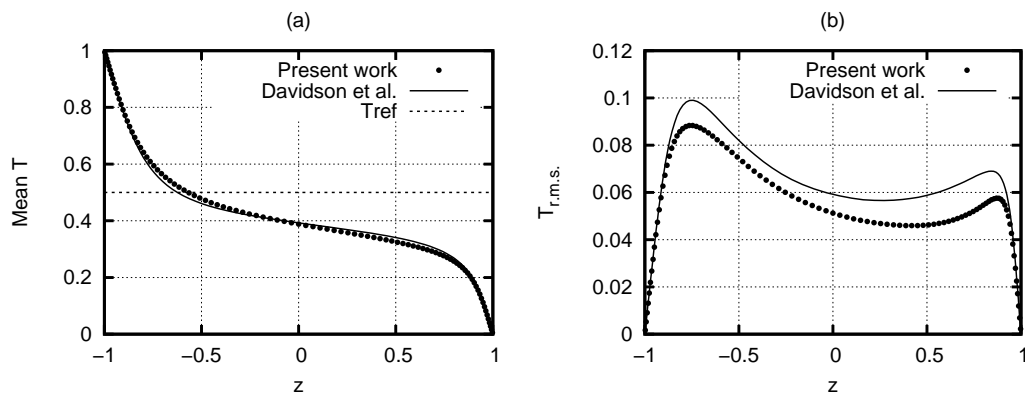 (a)
Mean T
1
0.8
0.6
0.4
0.2
0
Present work
Davidson et al.
Tref
−1
−0.5
0
0.5
1
z
(b)
T r.m.s.
0.12
0.1
0.08
0.06
0.04
0.02
0
Present work
Davidson et al.
−1
−0.5
0
0.5
1
z